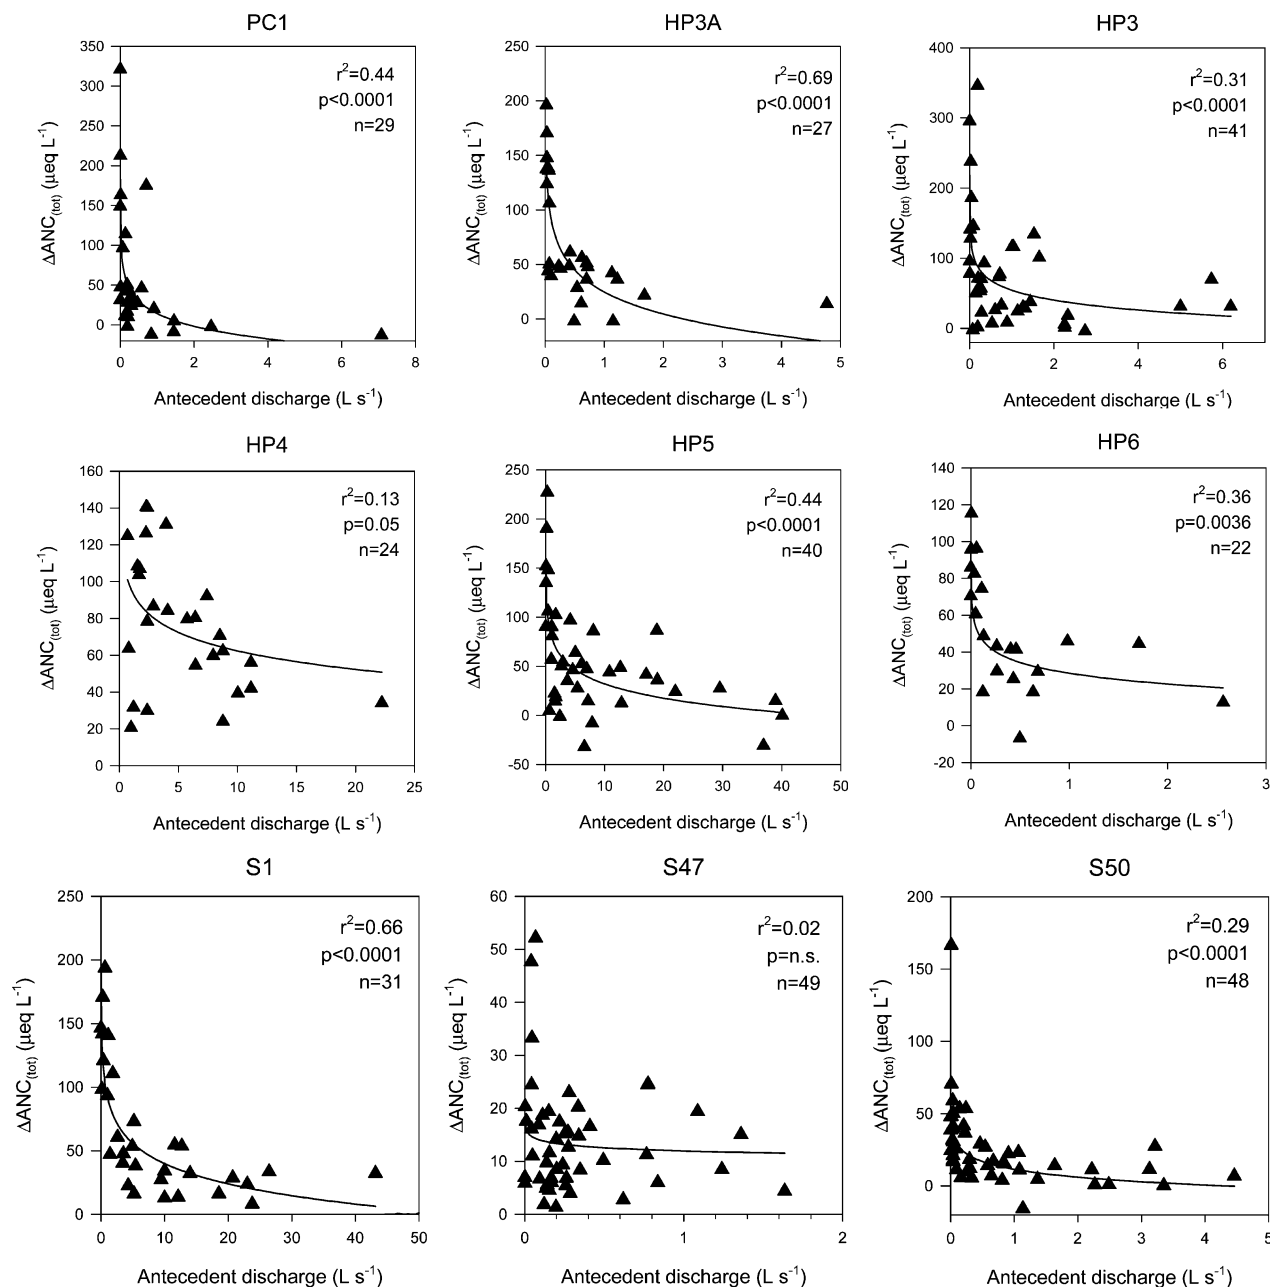 PC1
350
300
250
200
150
100
50
0
ΔANC(tot) (µeq L-1)
r2=0.44
p<0.0001
n=29
0 2 4 6 8
Antecedent discharge (L s-1)
HP3A
250
200
150
100
50
0
ΔANC(tot) (µeq L-1)
r2=0.69
p<0.0001
n=27
0 1 2 3 4 5
Antecedent discharge (L s-1)
HP3
400
300
200
100
0
ΔANC(tot) (µeq L-1)
r2=0.31
p<0.0001
n=41
0 2 4 6
Antecedent discharge (L s-1)
HP4
160
140
120
100
80
60
40
20
0
ΔANC(tot) (µeq L-1)
r2=0.13
p=0.05
n=24
0 5 10 15 20 25
Antecedent discharge (L s-1)
HP5
250
200
150
100
50
0
-50
ΔANC(tot) (µeq L-1)
r2=0.44
p<0.0001
n=40
0 10 20 30 40 50
Antecedent discharge (L s-1)
HP6
140
120
100
80
60
40
20
0
-20
ΔANC(tot) (µeq L-1)
r2=0.36
p=0.0036
n=22
0 1 2 3
Antecedent discharge (L s-1)
S1
250
200
150
100
50
0
ΔANC(tot) (µeq L-1)
r2=0.66
p<0.0001
n=31
0 10 20 30 40 50
Antecedent discharge (L s-1)
S47
60
50
40
30
20
10
0
ΔANC(tot) (µeq L-1)
r2=0.02
p=n.s.
n=49
0 1 2
Antecedent discharge (L s-1)
S50
200
150
100
50
0
ΔANC(tot) (µeq L-1)
r2=0.29
p<0.0001
n=48
0 1 2 3 4 5
Antecedent discharge (L s-1)